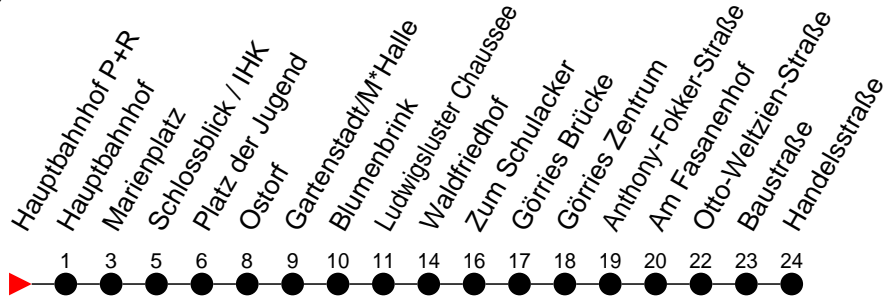 Hauptbahnhof P+R
Hauptbahnhof
Marienplatz
Schlossblick / IHK
Platz der Jugend
Ostorf
Gartenstadt/M*Halle
Blumenbrink
Ludwigsluster Chaussee
Waldfriedhof
Zum Schulacker
Görries Brücke
Görries Zentrum
Anthony-Fokker-Straße
Am Fasanenhof
Otto-Weltzien-Straße
Baustraße
Handelsstraße
1 3 5 6 8 9 10 11 14 16 17 18 19 20 22 23 24